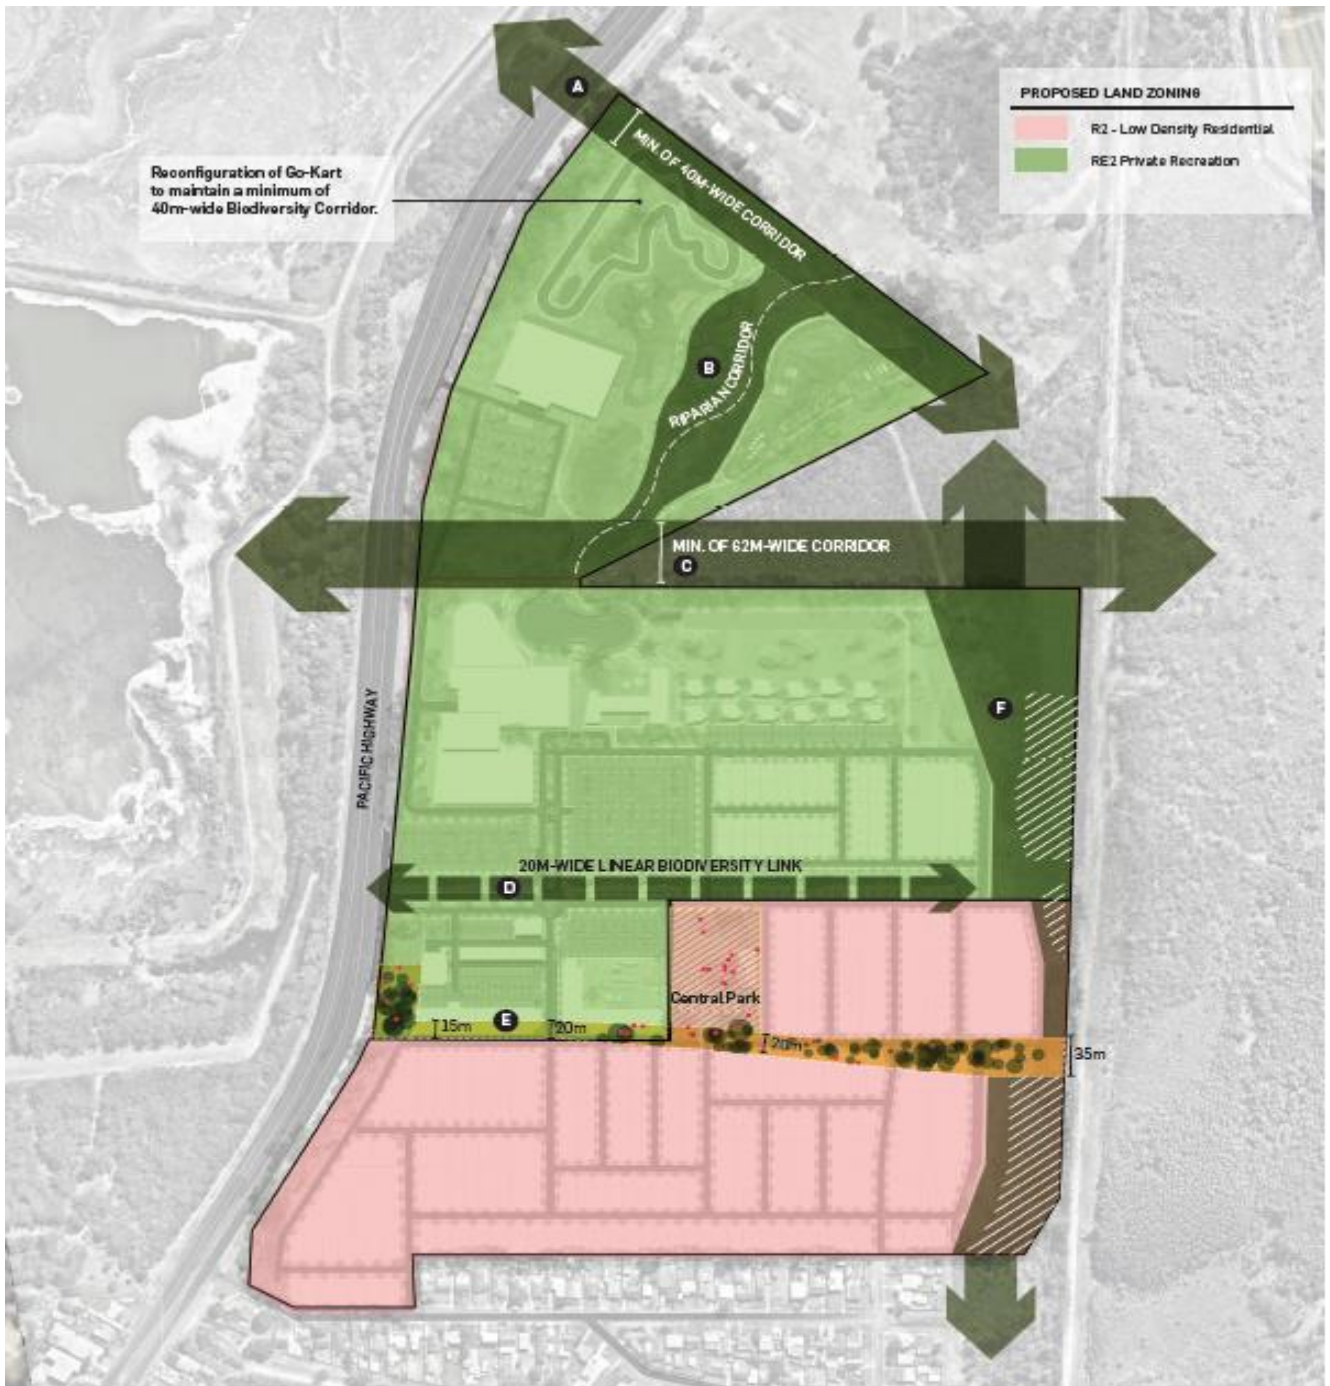 A
PROPOSED LAND ZONING
R2 - Low Density Residential
RE2 Private Recreation
MIN. OF 40M-WIDE CORRIDOR
Reconfiguration of Go-Kart
to maintain a minimum of
40m-wide Biodiversity Corridor.
B
RIPARIAN CORRIDOR
MIN. OF 62M-WIDE CORRIDOR
C
PACIFIC HIGHWAY
F
20M-WIDE LINEAR BIODIVERSITY LINK
D
Central Park
E
15m
20m
20m
35m